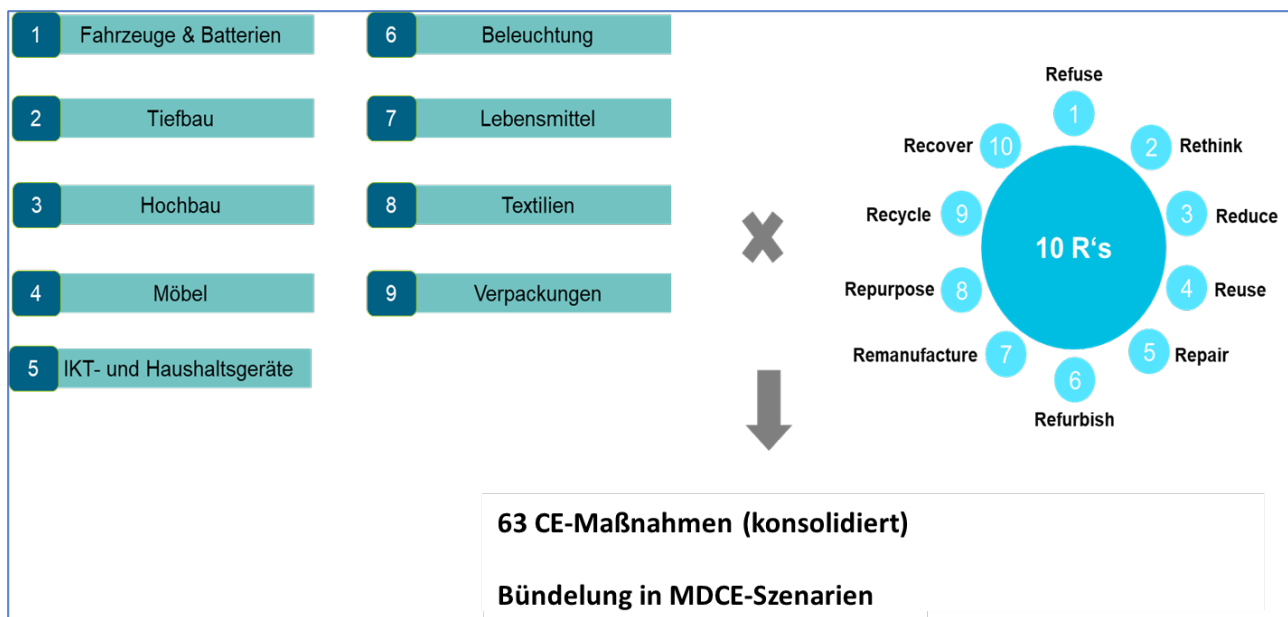 1 Fahrzeuge & Batterien
2 Tiefbau
3 Hochbau
4 Möbel
5 IKT- und Haushaltsgeräte
6 Beleuchtung
7 Lebensmittel
8 Textilien
9 Verpackungen
10 R‘s
Refuse
1
2 Rethink
3 Reduce
4 Reuse
5 Repair
6
Refurbish
Remanufacture 7
Repurpose 8
Recycle 9
Recover 10
63 CE-Maßnahmen (konsolidiert)
Bündelung in MDCE-Szenarien